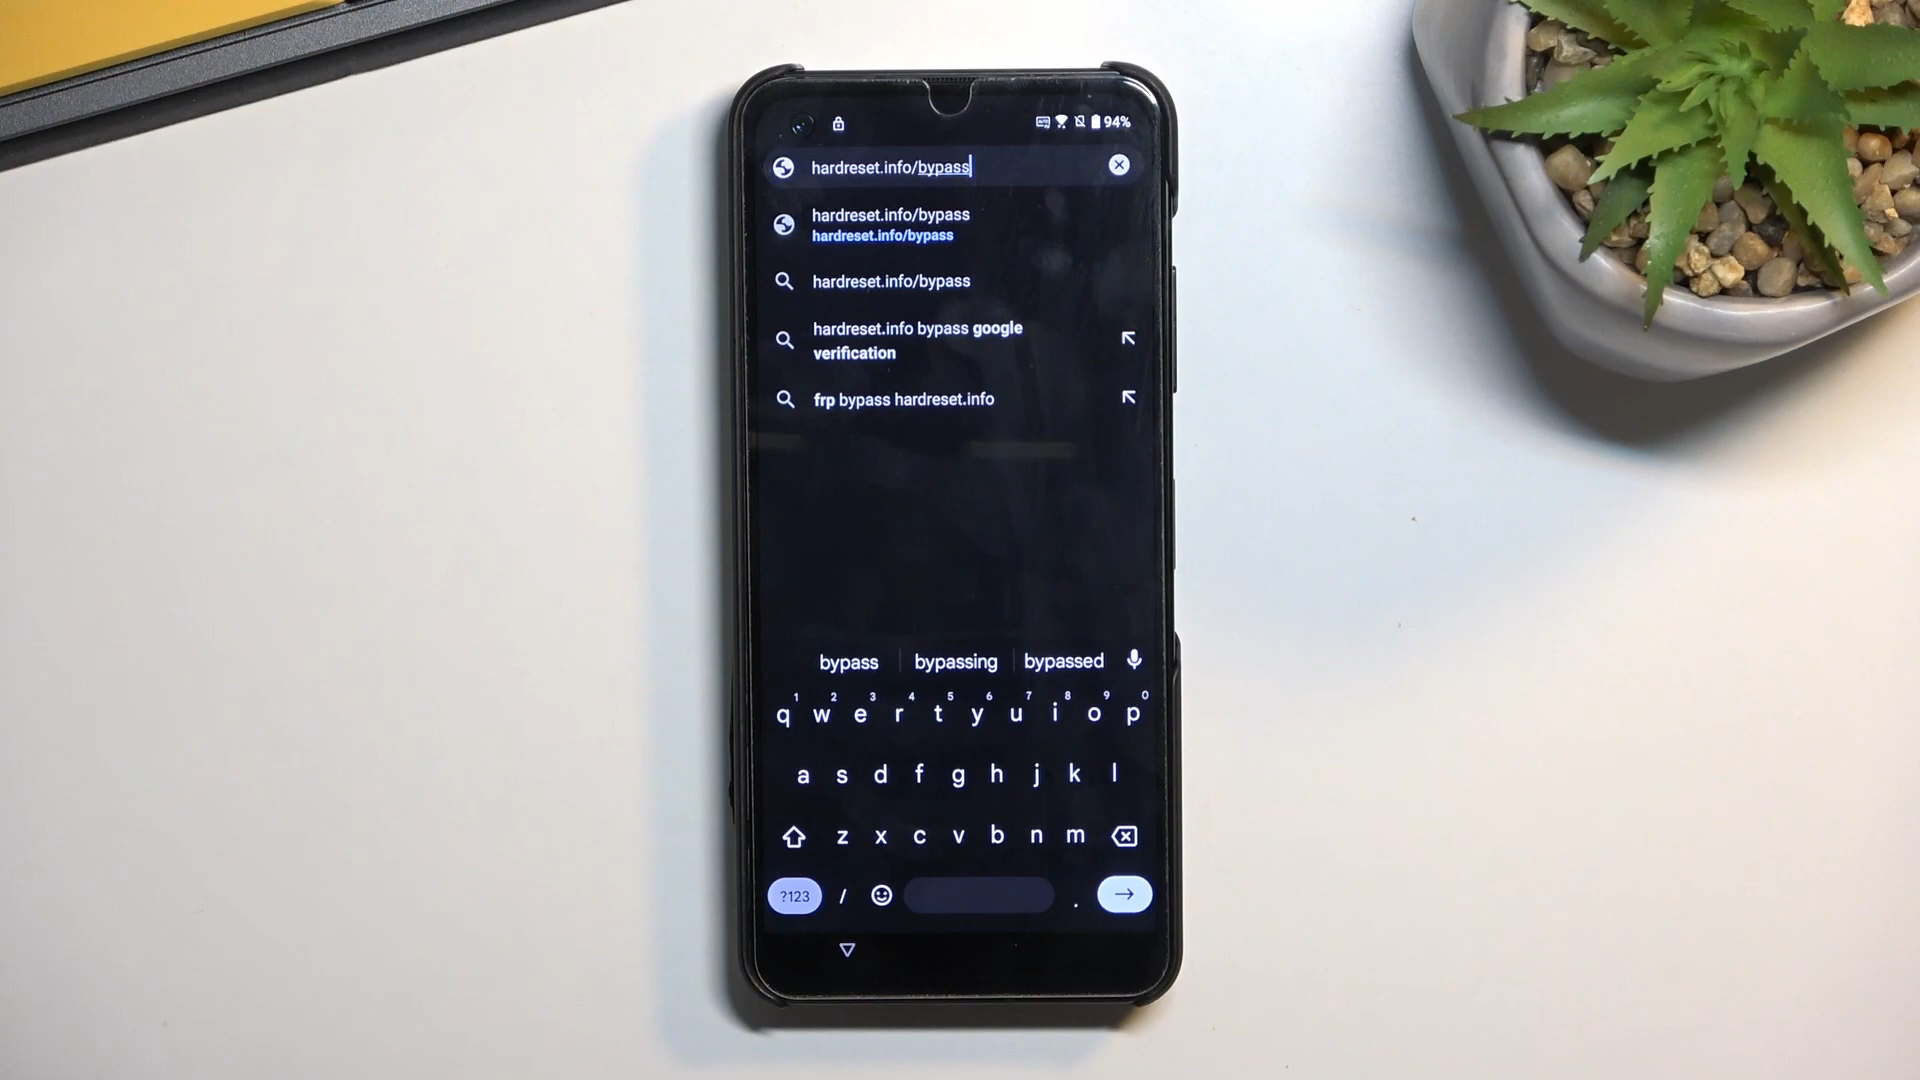 94%
hardreset.info/bypass
hardreset.info/bypass
hardreset.info/bypass
hardreset.info/bypass
hardreset.info bypass google
verification
frp bypass hardreset.info
bypass bypassing bypassed
1 2 3 4 5 6 7 8 9 0
q w e r t y u i o p
a s d f g h j k l
z x c v b n m
?123 / .